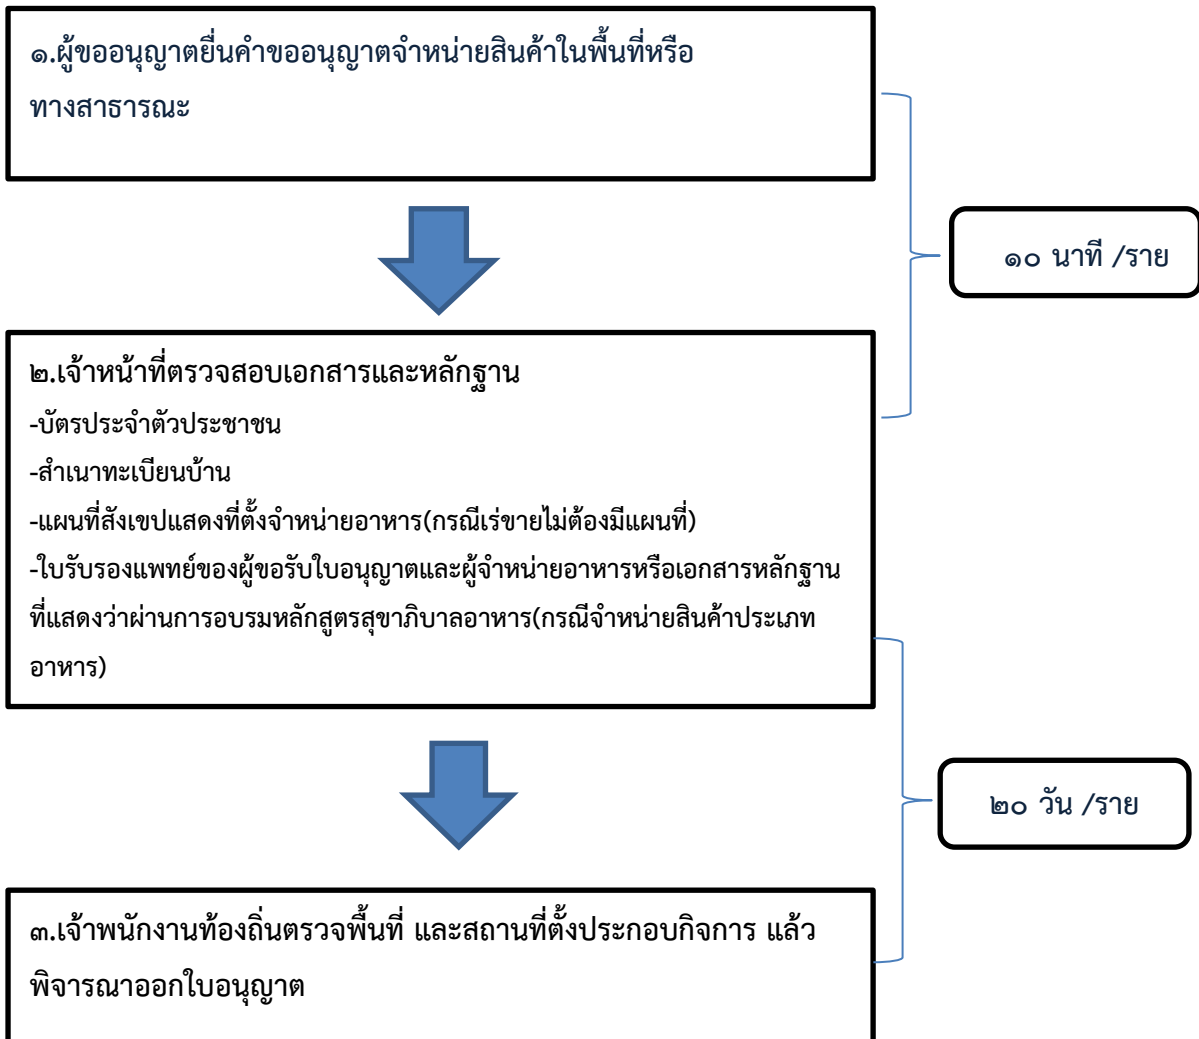 ๑.ผู้ขออนุญาตยื่นคำขออนุญาตจำหน่ายสินค้าในพื้นที่หรือ
ทางสาธารณะ
๑๐ นาที /ราย
๒.เจ้าหน้าที่ตรวจสอบเอกสารและหลักฐาน
-บัตรประจำตัวประชาชน
-สำเนาทะเบียนบ้าน
-แผนที่สังเขปแสดงที่ตั้งจำหน่ายอาหาร(กรณีเร่ขายไม่ต้องมีแผนที่)
-ใบรับรองแพทย์ของผู้ขอรับใบอนุญาตและผู้จำหน่ายอาหารหรือเอกสารหลักฐาน
ที่แสดงว่าผ่านการอบรมหลักสูตรสุขาภิบาลอาหาร(กรณีจำหน่ายสินค้าประเภท
อาหาร)
๒๐ วัน /ราย
๓.เจ้าพนักงานท้องถิ่นตรวจพื้นที่ และสถานที่ตั้งประกอบกิจการ แล้ว
พิจารณาออกใบอนุญาต